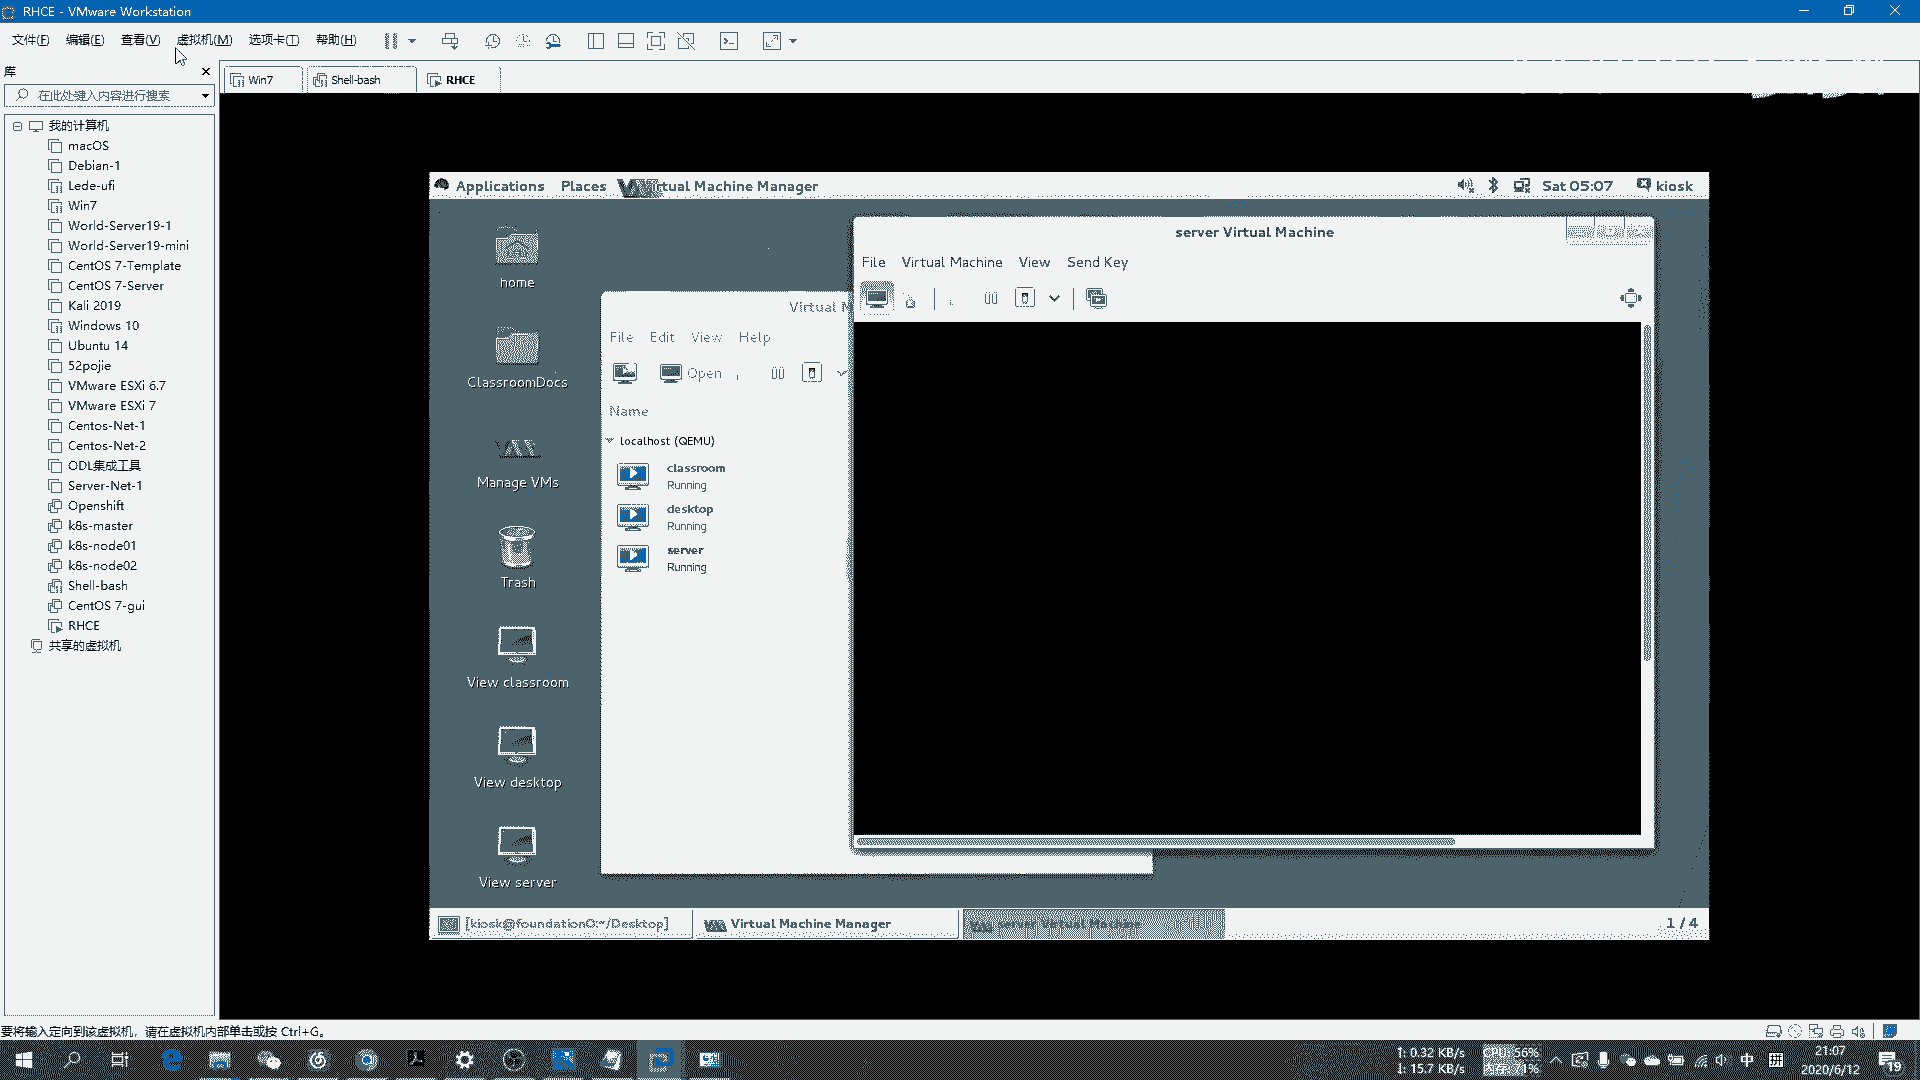 RHCE - VMware Workstation
文件(F) 编辑(E) 查看(V) 虚拟机(M) 选项卡(T) 帮助(H)
库
在此处键入内容进行搜索
我的计算机
macOS
Debian-1
Lede-ufi
Win7
World-Server19-1
World-Server19-mini
CentOS 7-Template
CentOS 7-Server
Kali 2019
Windows 10
Ubuntu 14
52pojie
VMware ESXi 6.7
VMware ESXi 7
Centos-Net-1
Centos-Net-2
ODL集成工具
Server-Net-1
Openshift
k8s-master
k8s-node01
k8s-node02
Shell-bash
CentOS 7-gui
RHCE
共享的虚拟机
Win7 Shell-bash RHCE
Applications Places Virtual Machine Manager Sat 05:07 kiosk
home
ClassroomDocs
Manage VMs
Trash
View classroom
View desktop
View server
File Edit View Help
Open
Name
localhost (QEMU)
classroom
Running
desktop
Running
server
Running
server Virtual Machine
File Virtual Machine View Send Key
[kiosk@foundation0:~/Desktop] Virtual Machine Manager server Virtual Machine 1 / 4
要将输入定向到该虚拟机，请在虚拟机内部单击或按 Ctrl+G。
: 0.32 KB/s CPU: 56%
: 15.7 KB/s 内存: 71%
中
21:07
2020/6/12
19